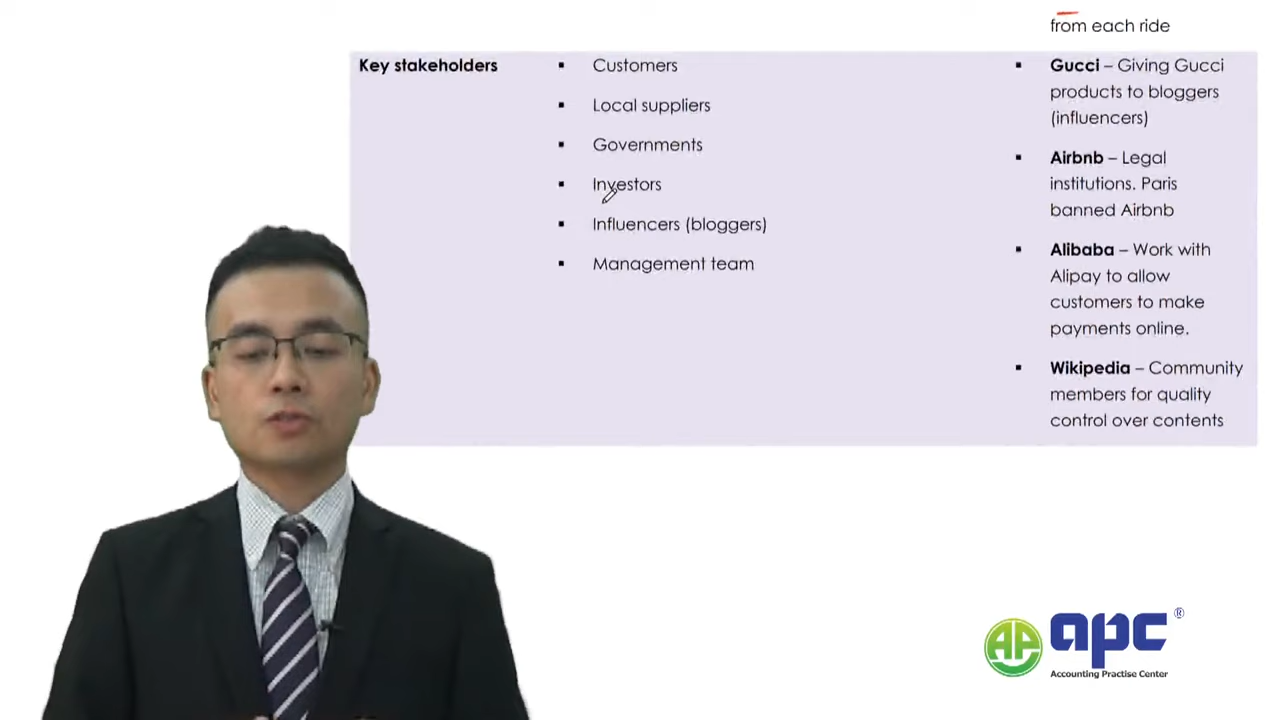 from each ride
Key stakeholders
▪ Customers
▪ Local suppliers
▪ Governments
▪ Investors
▪ Influencers (bloggers)
▪ Management team
▪ Gucci – Giving Gucci
products to bloggers
(influencers)
▪ Airbnb – Legal
institutions. Paris
banned Airbnb
▪ Alibaba – Work with
Alipay to allow
customers to make
payments online.
▪ Wikipedia – Community
members for quality
control over contents
AP apc ®
Accounting Practise Center